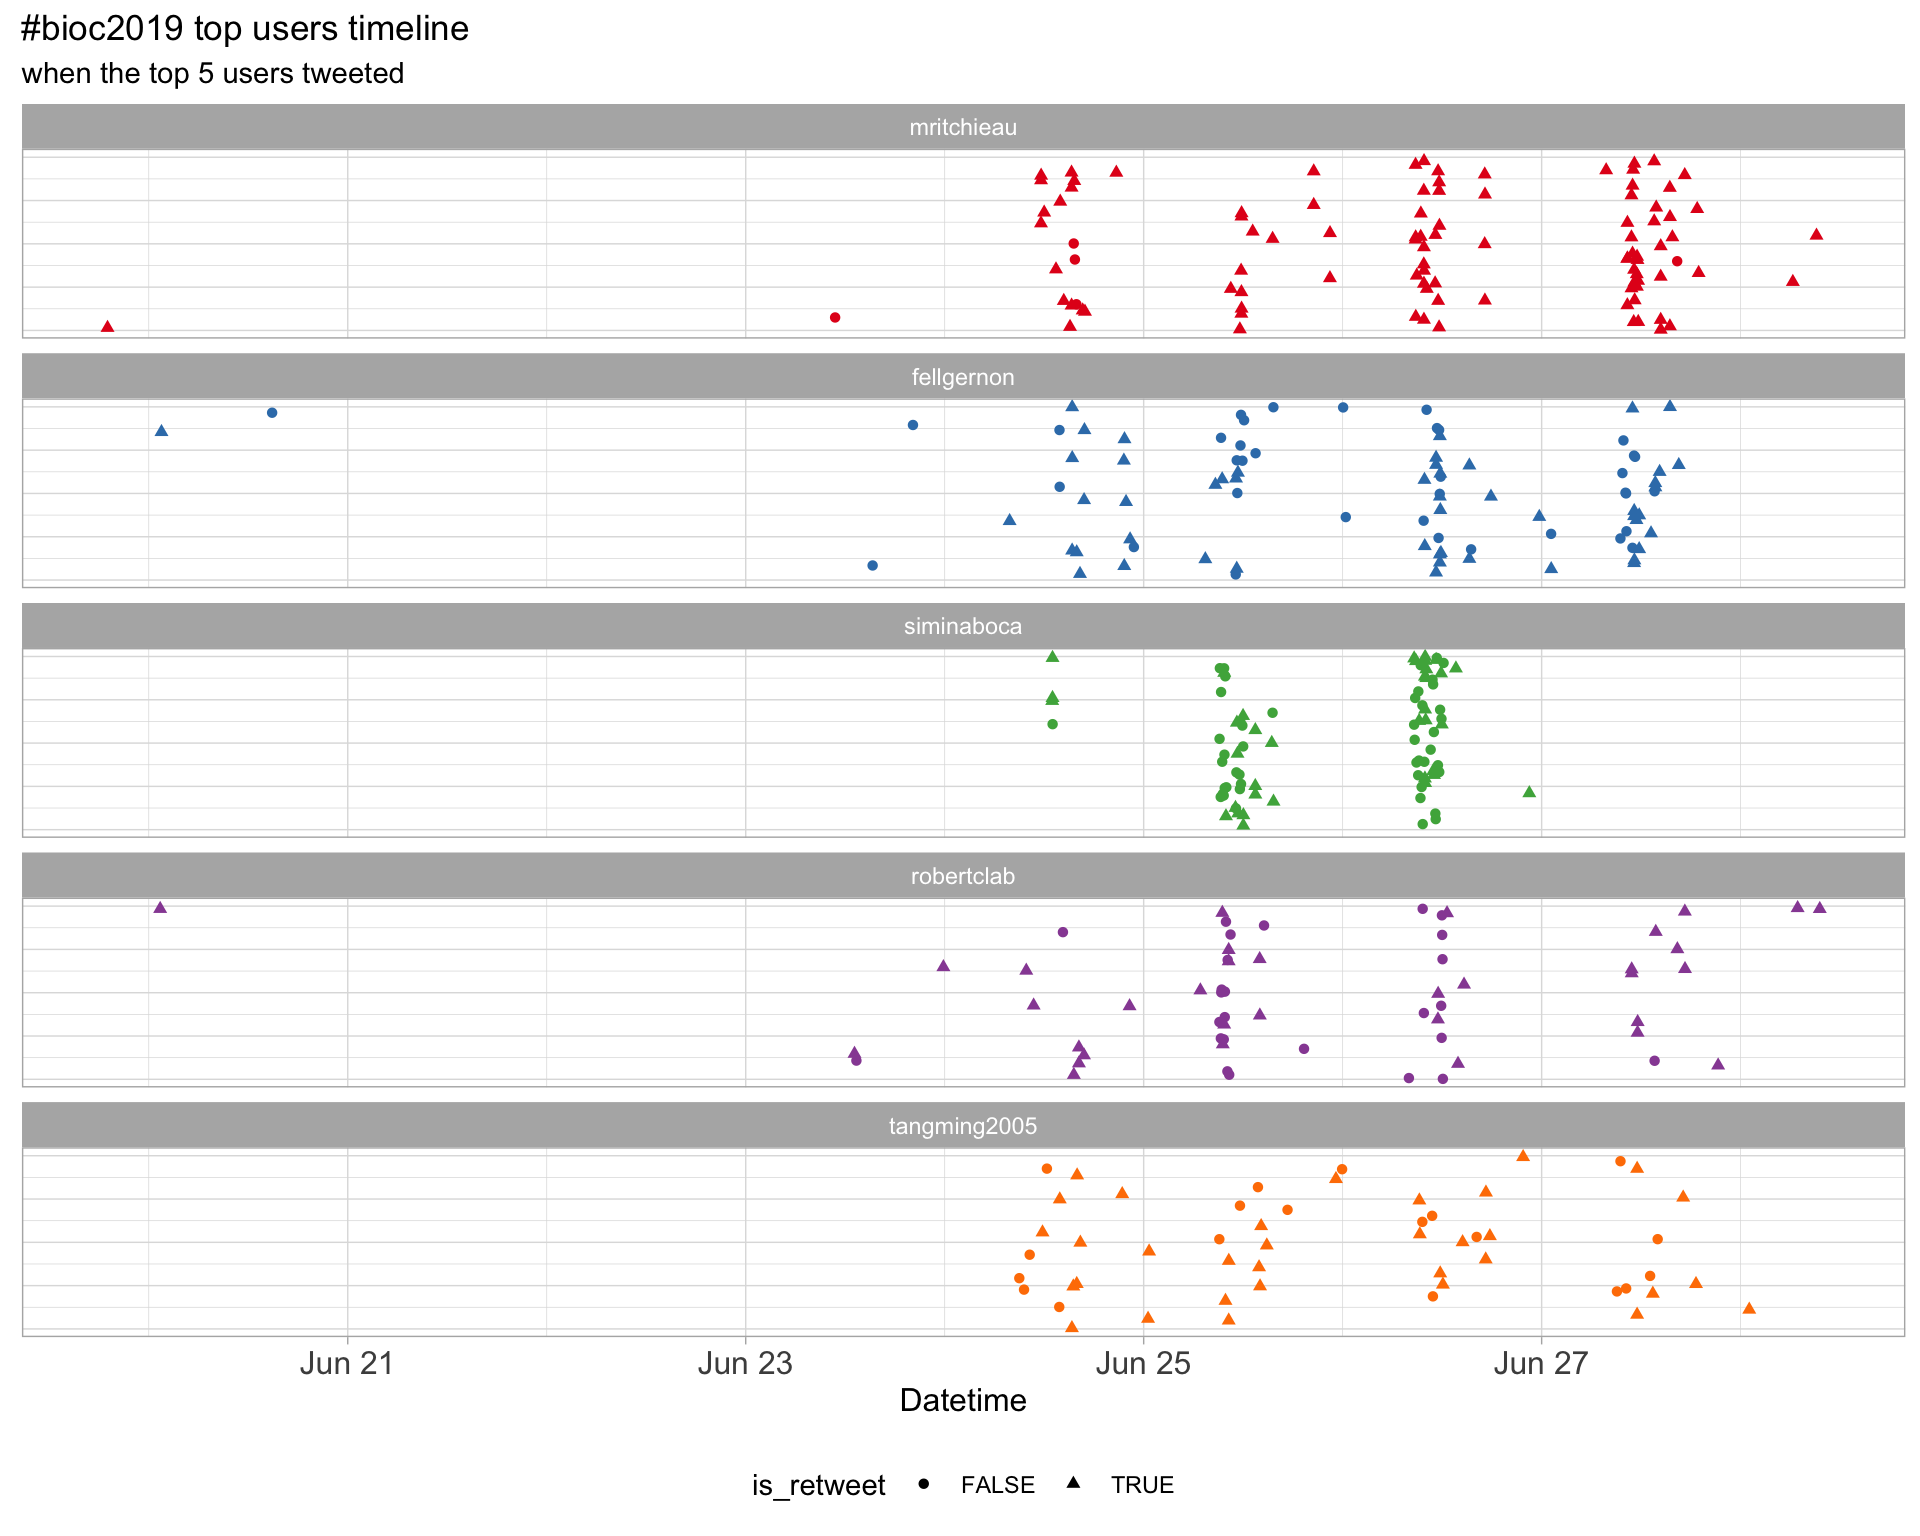 #bioc2019 top users timeline
when the top 5 users tweeted
mritchieau
fellgernon
siminaboca
robertclab
tangming2005
Jun 21 Jun 23 Jun 25 Jun 27
Datetime
is_retweet FALSE TRUE